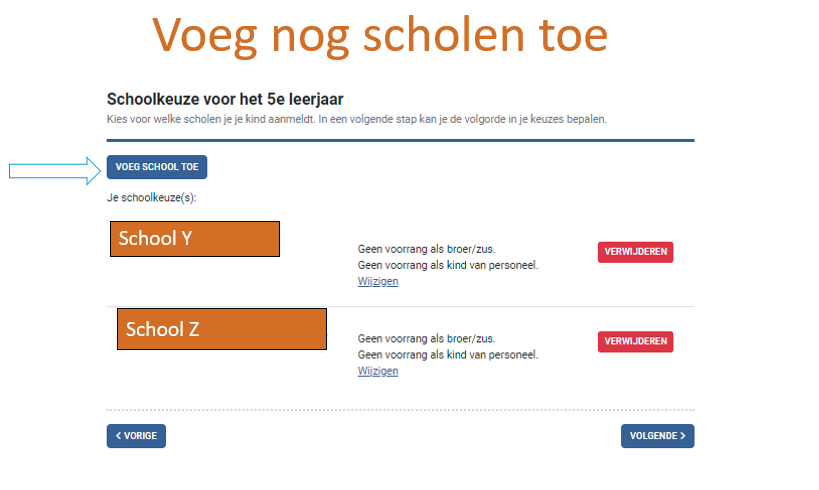 Voeg nog scholen toe
Schoolkeuze voor het 5e leerjaar
Kies voor welke scholen je je kind aanmeldt. In een volgende stap kan je de volgorde in je keuzes bepalen.
VOEG SCHOOL TOE
Je schoolkeuze(s):
School Y
Geen voorrang als broer/zus.
Geen voorrang als kind van personeel.
Wijzigen
VERWIJDEREN
School Z
Geen voorrang als broer/zus.
Geen voorrang als kind van personeel.
Wijzigen
VERWIJDEREN
< VORIGE
VOLGENDE >